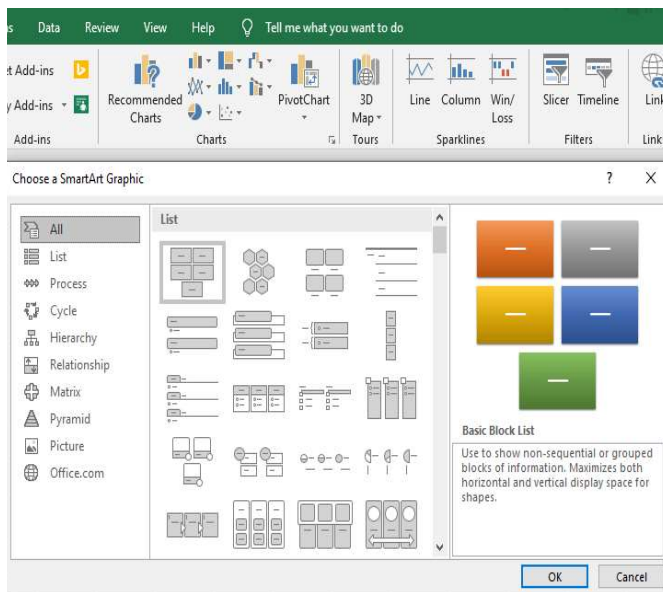 Data Review View Help Tell me what you want to do
Add-ins
Add-ins
Recommended
Charts
PivotChart
3D
Map
Line Column Win/
Loss
Slicer Timeline
Add-ins Charts Tours Sparklines Filters
Choose a SmartArt Graphic ? X
All
List
Process
Cycle
Hierarchy
Relationship
Matrix
Pyramid
Picture
Office.com
List
Basic Block List
Use to show non-sequential or grouped
blocks of information. Maximizes both
horizontal and vertical display space for
shapes.
OK Cancel